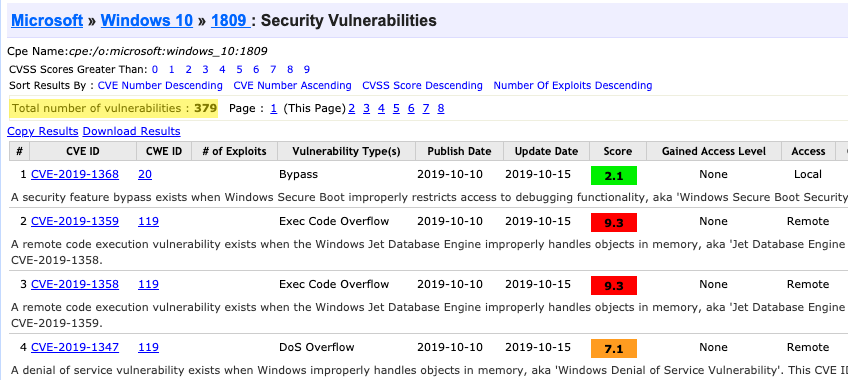 Microsoft » Windows 10 » 1809 : Security Vulnerabilities
Cpe Name:cpe:/o:microsoft:windows_10:1809
CVSS Scores Greater Than: 0 1 2 3 4 5 6 7 8 9
Sort Results By : CVE Number Descending CVE Number Ascending CVSS Score Descending Number Of Exploits Descending
Total number of vulnerabilities : 379 Page : 1 (This Page) 2 3 4 5 6 7 8
Copy Results Download Results
# CVE ID CWE ID # of Exploits Vulnerability Type(s) Publish Date Update Date Score Gained Access Level Access
1 CVE-2019-1368 20 Bypass 2019-10-10 2019-10-15 2.1 None Local
A security feature bypass exists when Windows Secure Boot improperly restricts access to debugging functionality, aka 'Windows Secure Boot Security
2 CVE-2019-1359 119 Exec Code Overflow 2019-10-10 2019-10-15 9.3 None Remote
A remote code execution vulnerability exists when the Windows Jet Database Engine improperly handles objects in memory, aka 'Jet Database Engine
CVE-2019-1358.
3 CVE-2019-1358 119 Exec Code Overflow 2019-10-10 2019-10-15 9.3 None Remote
A remote code execution vulnerability exists when the Windows Jet Database Engine improperly handles objects in memory, aka 'Jet Database Engine
CVE-2019-1359.
4 CVE-2019-1347 119 DoS Overflow 2019-10-10 2019-10-15 7.1 None Remote
A denial of service vulnerability exists when Windows improperly handles objects in memory, aka 'Windows Denial of Service Vulnerability'. This CVE ID